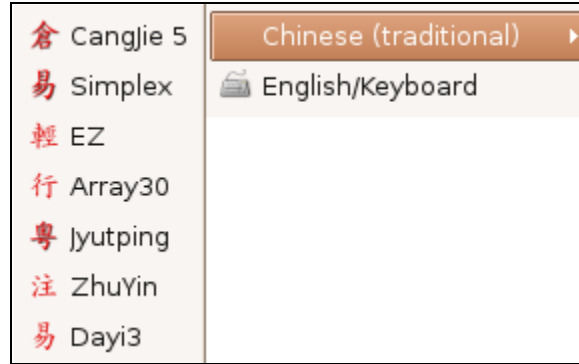 倉 CangJie 5
易 Simplex
輕 EZ
行 Array30
粵 Jyutping
注 ZhuYin
易 Dayi3
Chinese (traditional)
English/Keyboard